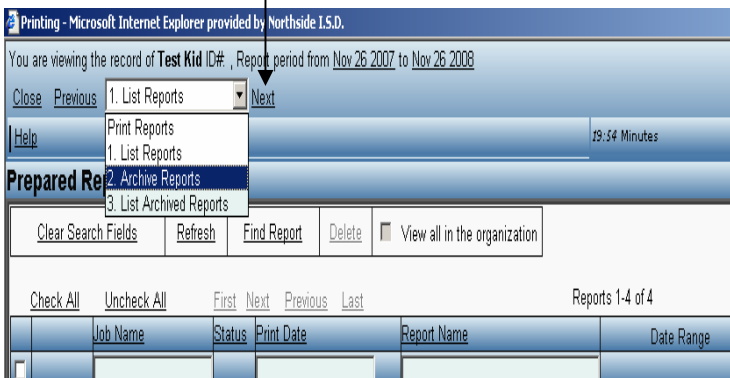 Printing - Microsoft Internet Explorer provided by Northside I.S.D.
You are viewing the record of Test Kid ID#: , Report period from Nov 26 2007 to Nov 26 2008
Close Previous 1. List Reports Next
Print Reports
1. List Reports
2. Archive Reports
3. List Archived Reports
Help 19:54 Minutes
Prepared Re
Clear Search Fields Refresh Find Report Delete View all in the organization
Check All Uncheck All First Next Previous Last Reports 1-4 of 4
Job Name Status Print Date Report Name Date Range